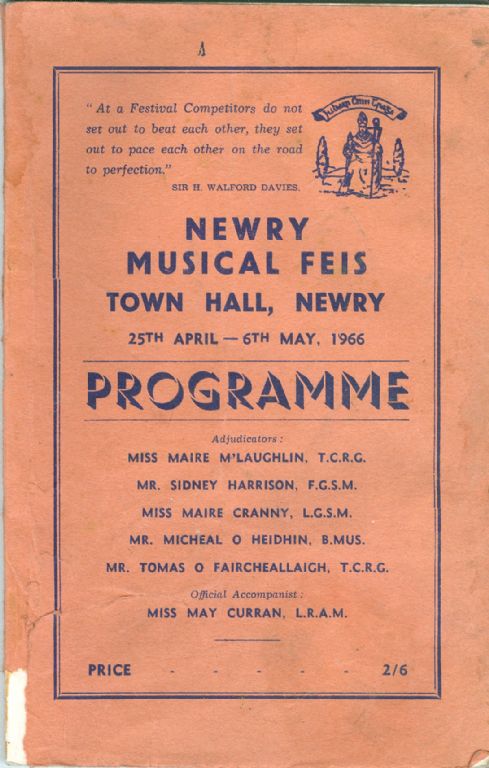 A
" At a Festival Competitors do not
set out to beat each other, they set
out to pace each other on the road
to perfection."
SIR H. WALFORD DAVIES.
NEWRY
MUSICAL FEIS
TOWN HALL, NEWRY
25TH APRIL — 6TH MAY, 1966
PROGRAMME
Adjudicators :
MISS MAIRE M'LAUGHLIN, T.C.R.G.
MR. SIDNEY HARRISON, F.G.S.M.
MISS MAIRE CRANNY, L.G.S.M.
MR. MICHEAL O HEIDHIN, B.MUS.
MR. TOMAS O FAIRCHEALLAIGH, T.C.R.G.
Official Accompanist :
MISS MAY CURRAN, L.R.A.M.
PRICE - - - - - 2/6